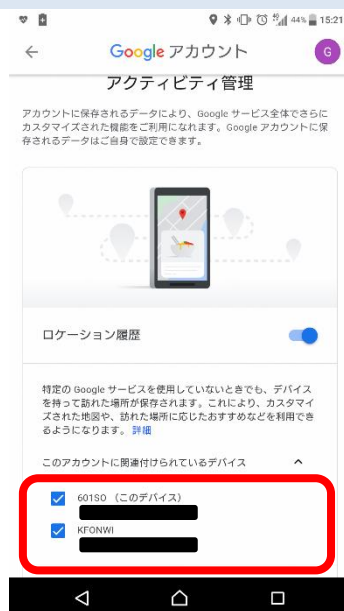 44% 15:21
Google アカウント
G
アクティビティ管理
アカウントに保存されるデータにより、Google サービス全体でさらに
カスタマイズされた機能をご利用になれます。Google アカウントに保
存されるデータはご自身で設定できます。
ロケーション履歴
特定の Google サービスを使用していないときでも、デバイス
を持って訪れた場所が保存されます。これにより、カスタマイ
ズされた地図や、訪れた場所に応じたおすすめなどを利用でき
るようになります。 詳細
このアカウントに関連付けられているデバイス
601SO （このデバイス）
KFONWI